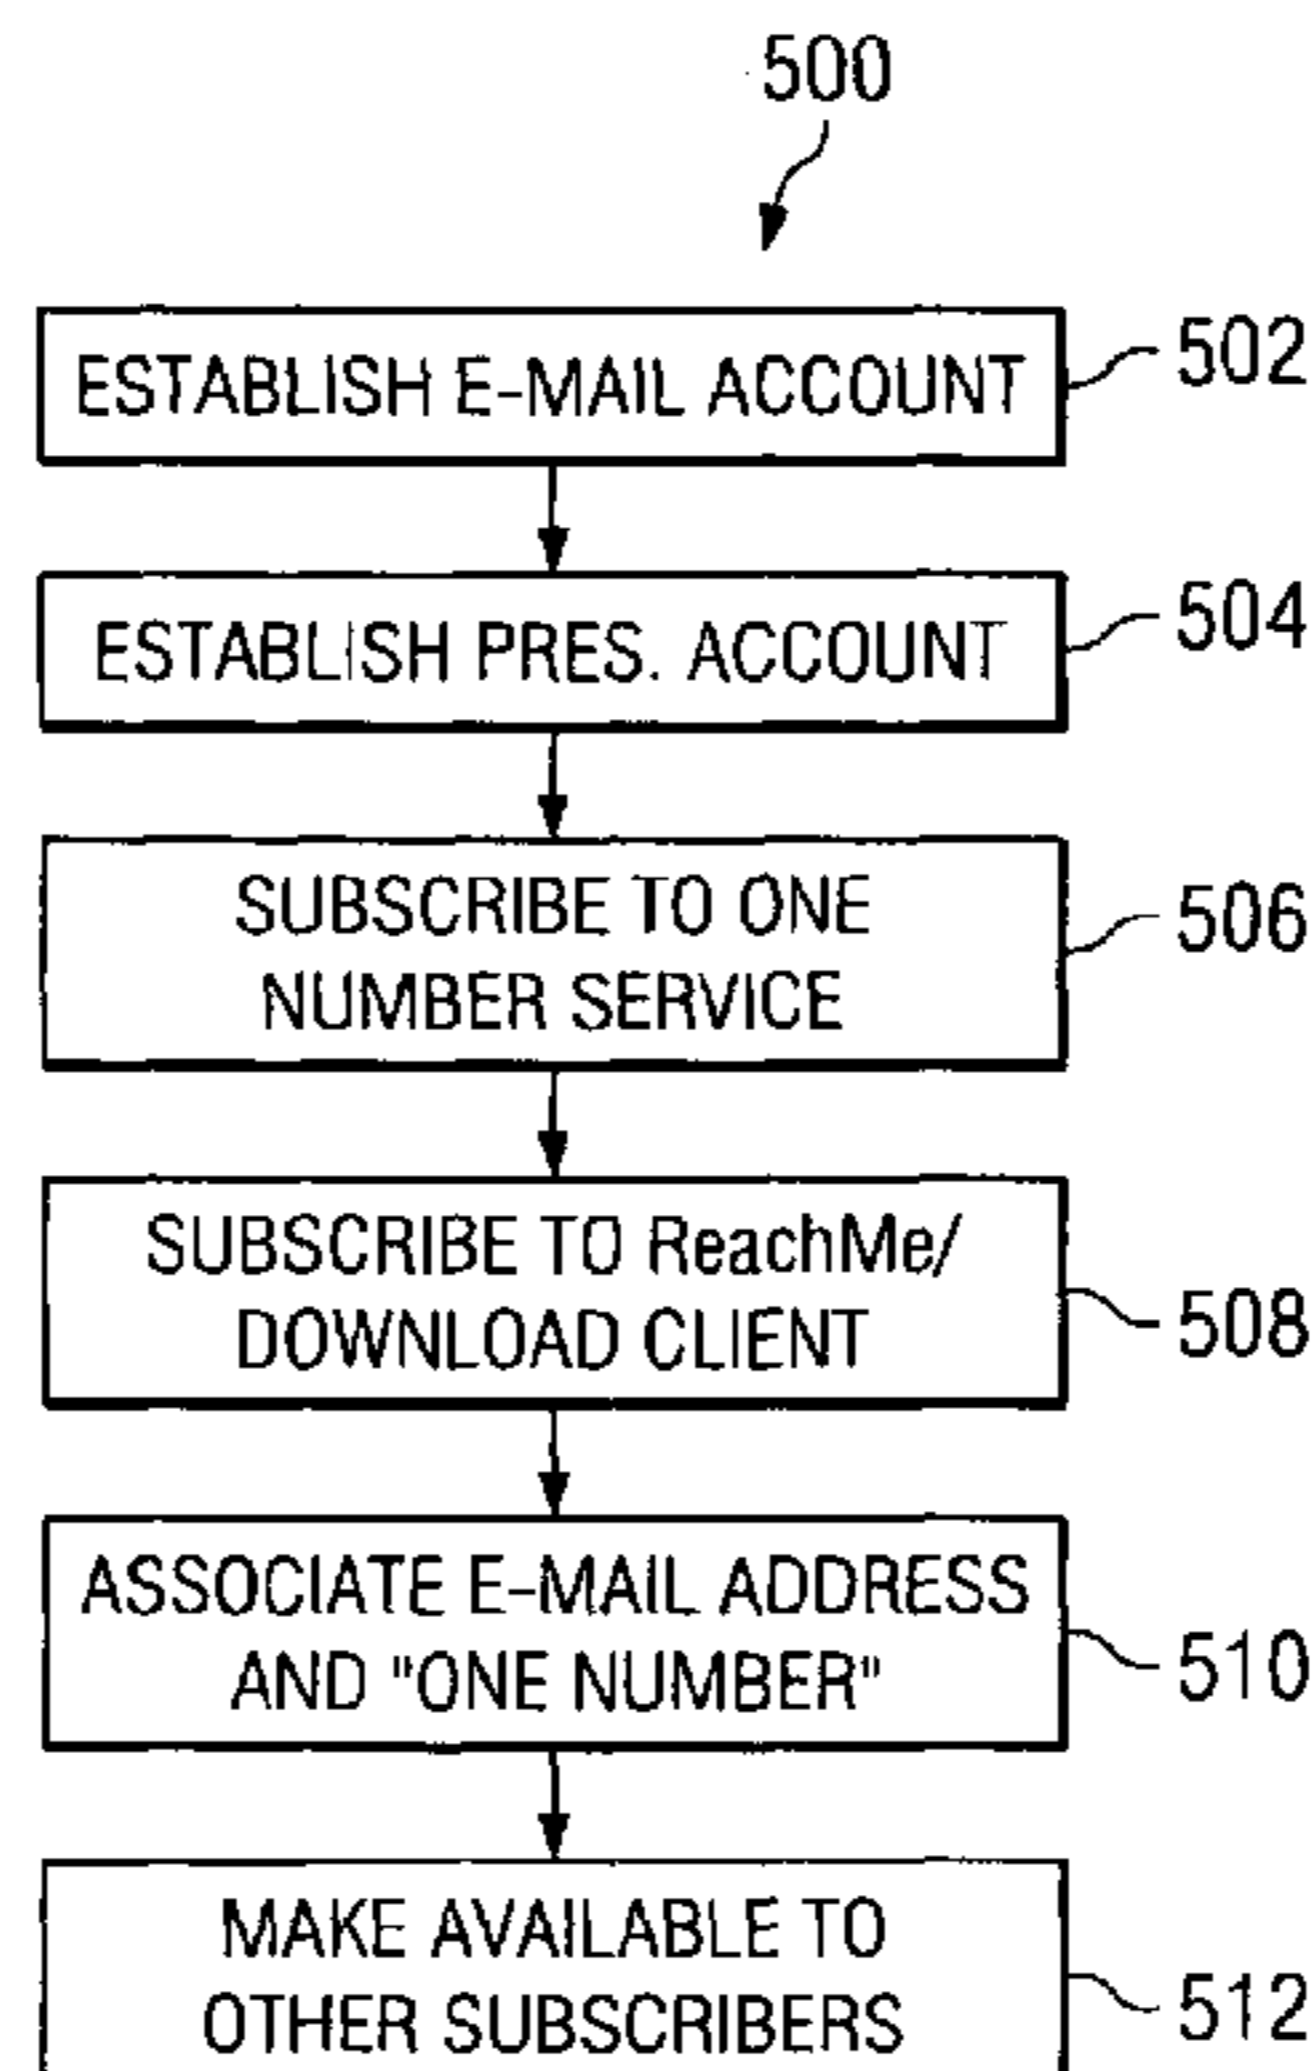 500
ESTABLISH E-MAIL ACCOUNT
502
ESTABLISH PRES. ACCOUNT
504
SUBSCRIBE TO ONE
NUMBER SERVICE
506
SUBSCRIBE TO ReachMe/
DOWNLOAD CLIENT
508
ASSOCIATE E-MAIL ADDRESS
AND "ONE NUMBER"
510
MAKE AVAILABLE TO
OTHER SUBSCRIBERS
512